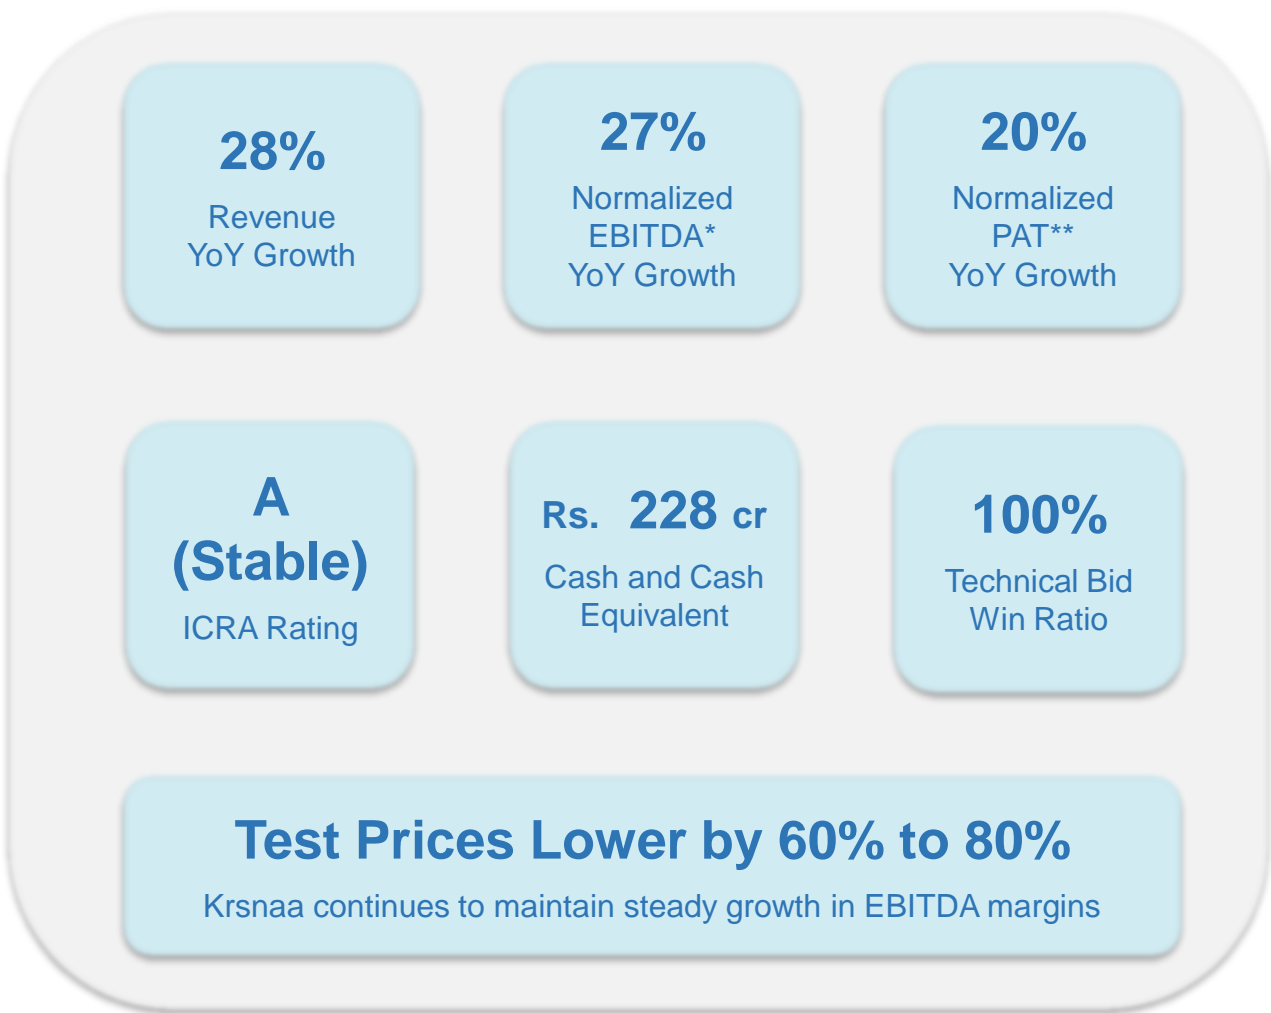 28%
Revenue
YoY Growth
27%
Normalized
EBITDA*
YoY Growth
20%
Normalized
PAT**
YoY Growth
A
(Stable)
ICRA Rating
Rs. 228 cr
Cash and Cash
Equivalent
100%
Technical Bid
Win Ratio
Test Prices Lower by 60% to 80%
Krsnaa continues to maintain steady growth in EBITDA margins